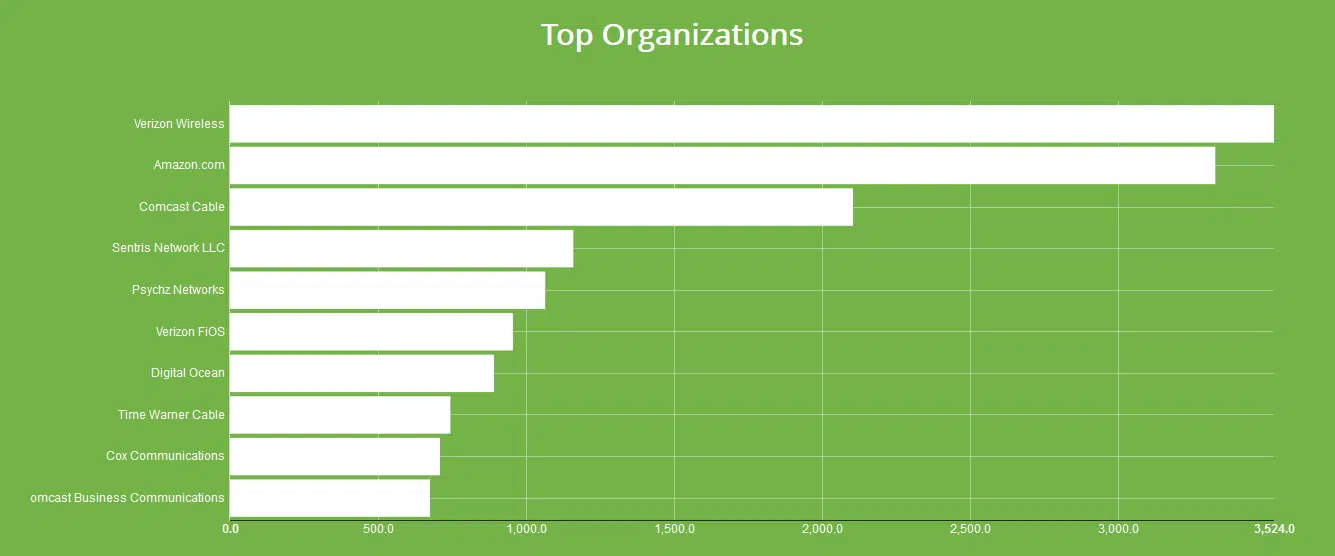 Top Organizations
Verizon Wireless
Amazon.com
Comcast Cable
Sentris Network LLC
Psychz Networks
Verizon FiOS
Digital Ocean
Time Warner Cable
Cox Communications
omcast Business Communications
0.0 500.0 1,000.0 1,500.0 2,000.0 2,500.0 3,000.0 3,524.0